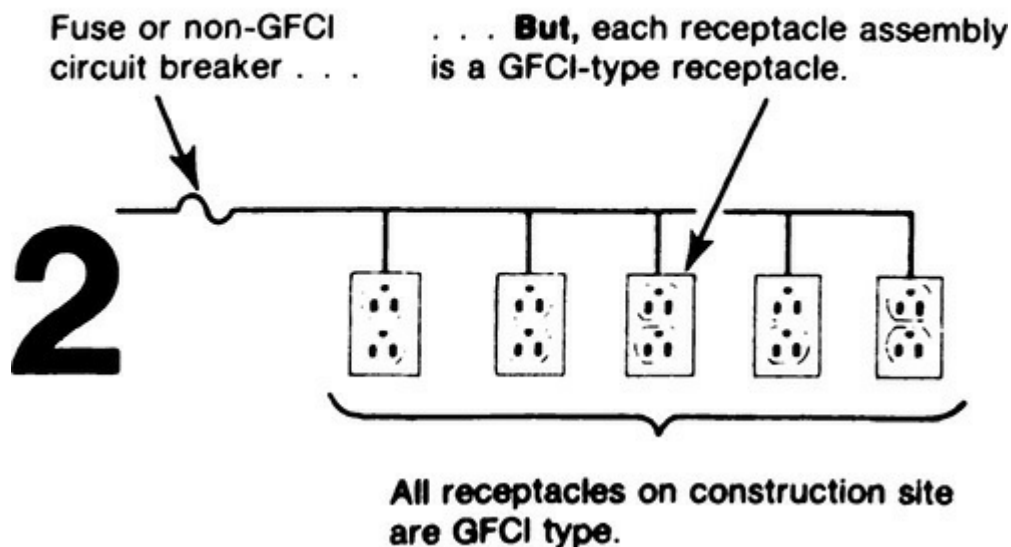 Fuse or non-GFCI
circuit breaker . . .
. . . But, each receptacle assembly
is a GFCI-type receptacle.
2
All receptacles on construction site
are GFCI type.